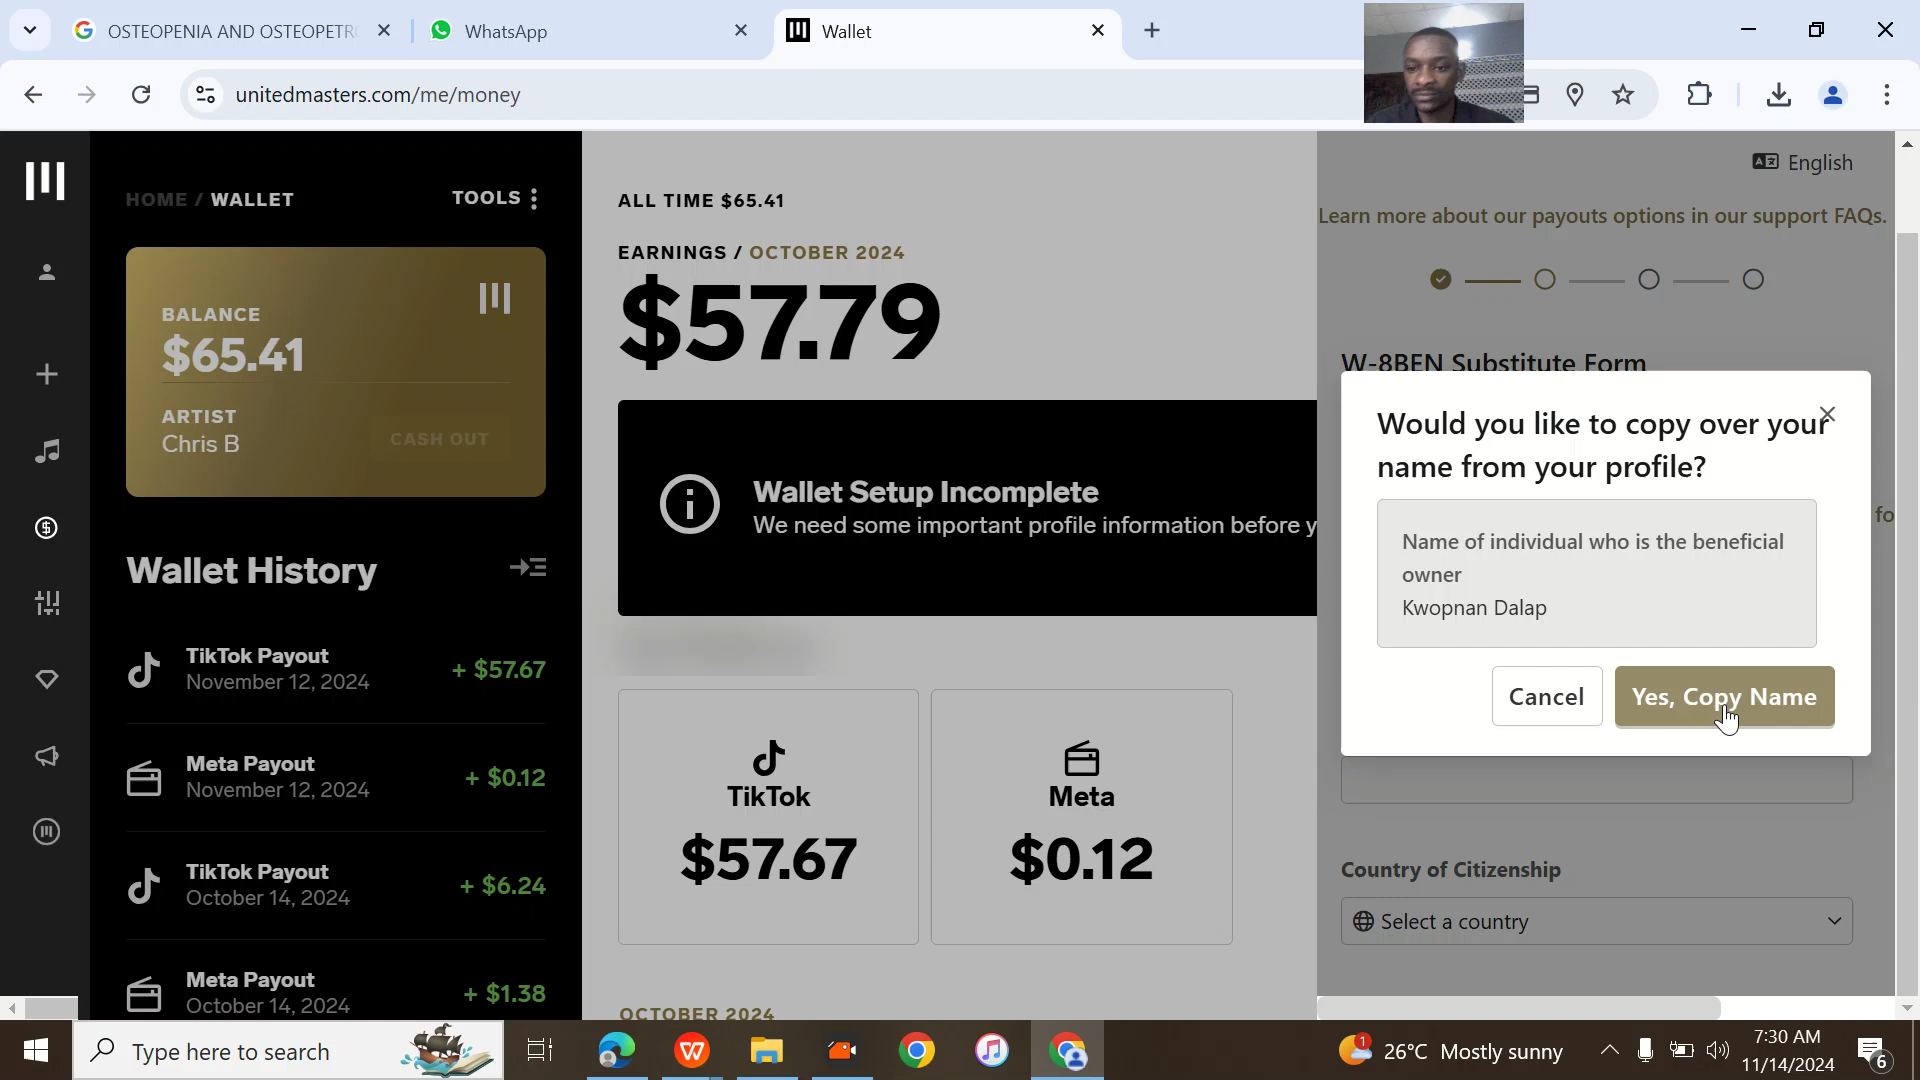 OSTEOPENIA AND OSTEOPETR
WhatsApp
Wallet
unitedmasters.com/me/money
HOME / WALLET
TOOLS
BALANCE
$65.41
ARTIST
Chris B
CASH OUT
Wallet History
TikTok Payout
November 12, 2024
+ $57.67
Meta Payout
November 12, 2024
+ $0.12
TikTok Payout
October 14, 2024
+ $6.24
Meta Payout
October 14, 2024
+ $1.38
ALL TIME $65.41
EARNINGS / OCTOBER 2024
$57.79
Wallet Setup Incomplete
We need some important profile information before y
TikTok
$57.67
Meta
$0.12
OCTOBER 2024
English
Learn more about our payouts options in our support FAQs.
W-8BEN Substitute Form
Would you like to copy over your
name from your profile?
fo
Name of individual who is the beneficial
owner
Kwopnan Dalap
Cancel
Yes, Copy Name
Country of Citizenship
Select a country
Type here to search
1
26°C Mostly sunny
7:30 AM
11/14/2024
6